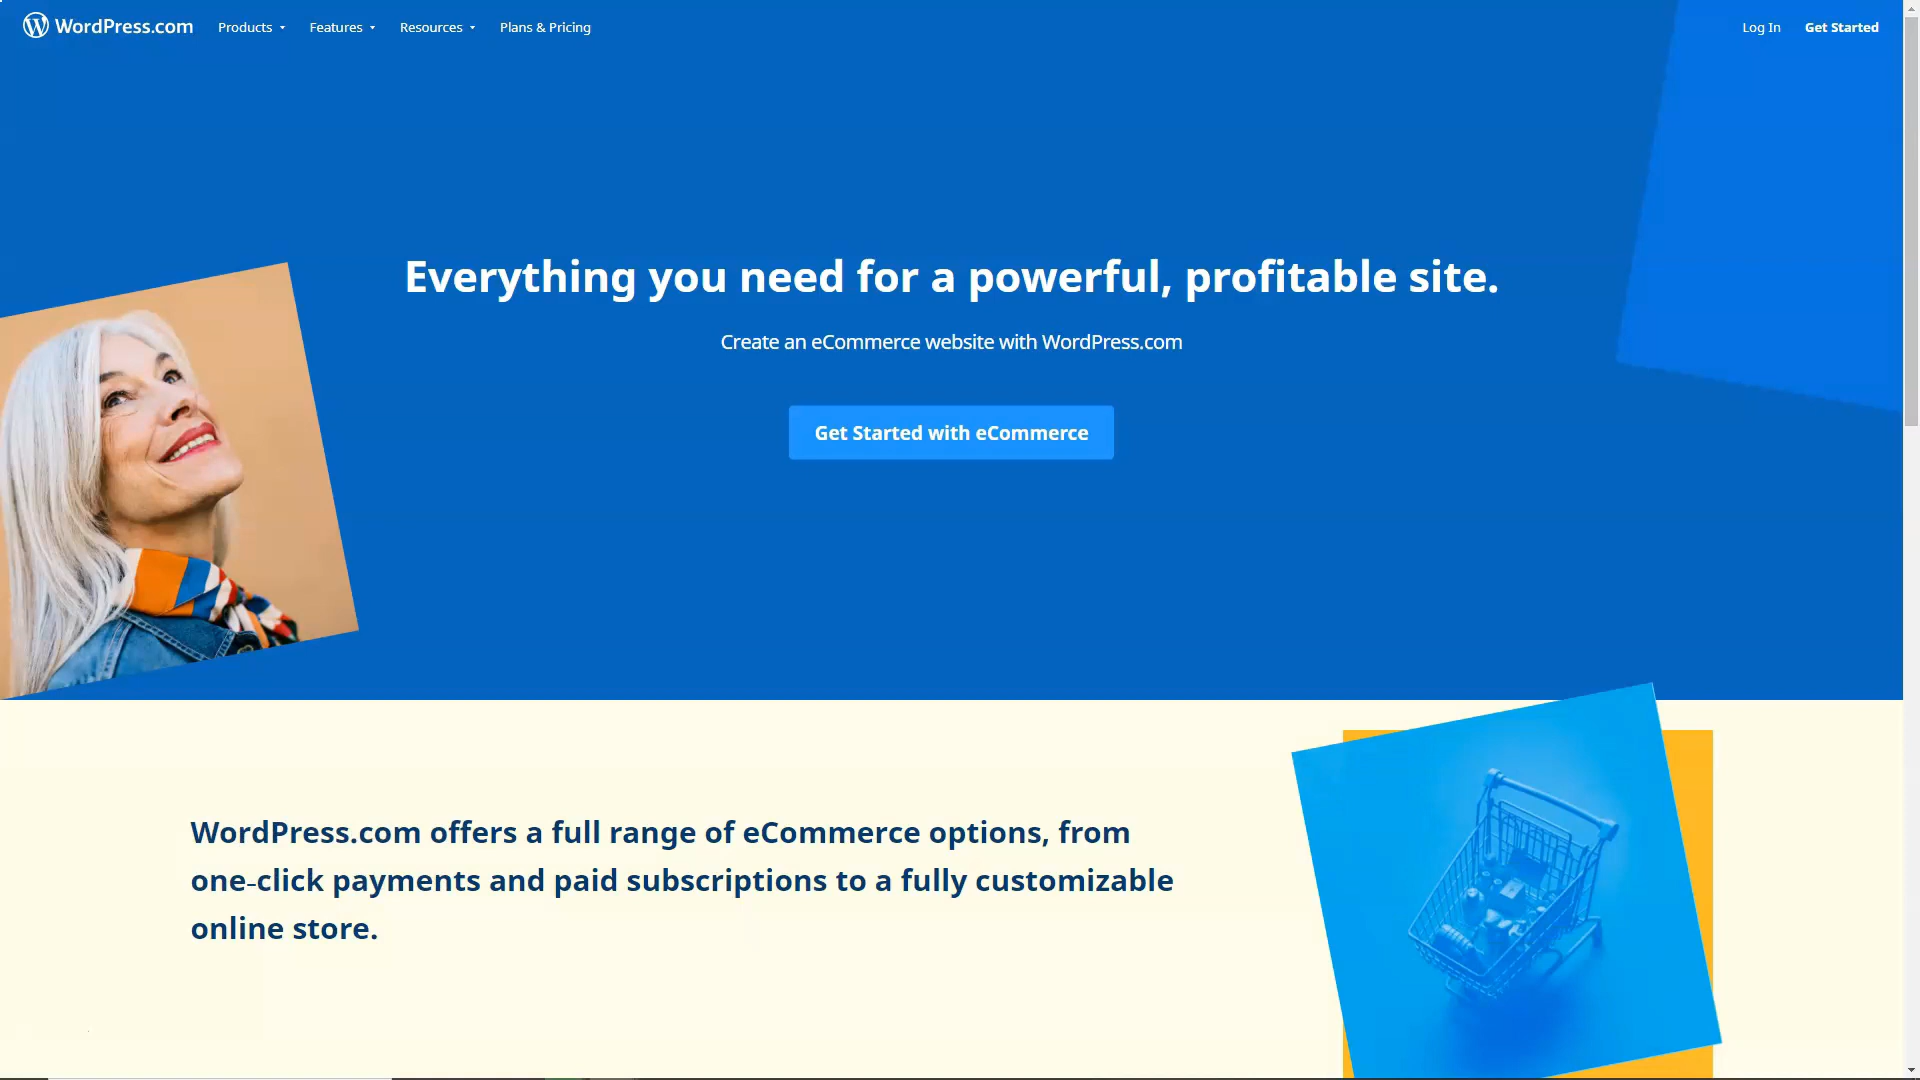 WordPress.com Products Features Resources Plans & Pricing Log In Get Started
Everything you need for a powerful, profitable site.
Create an eCommerce website with WordPress.com
Get Started with eCommerce
WordPress.com offers a full range of eCommerce options, from
one-click payments and paid subscriptions to a fully customizable
online store.